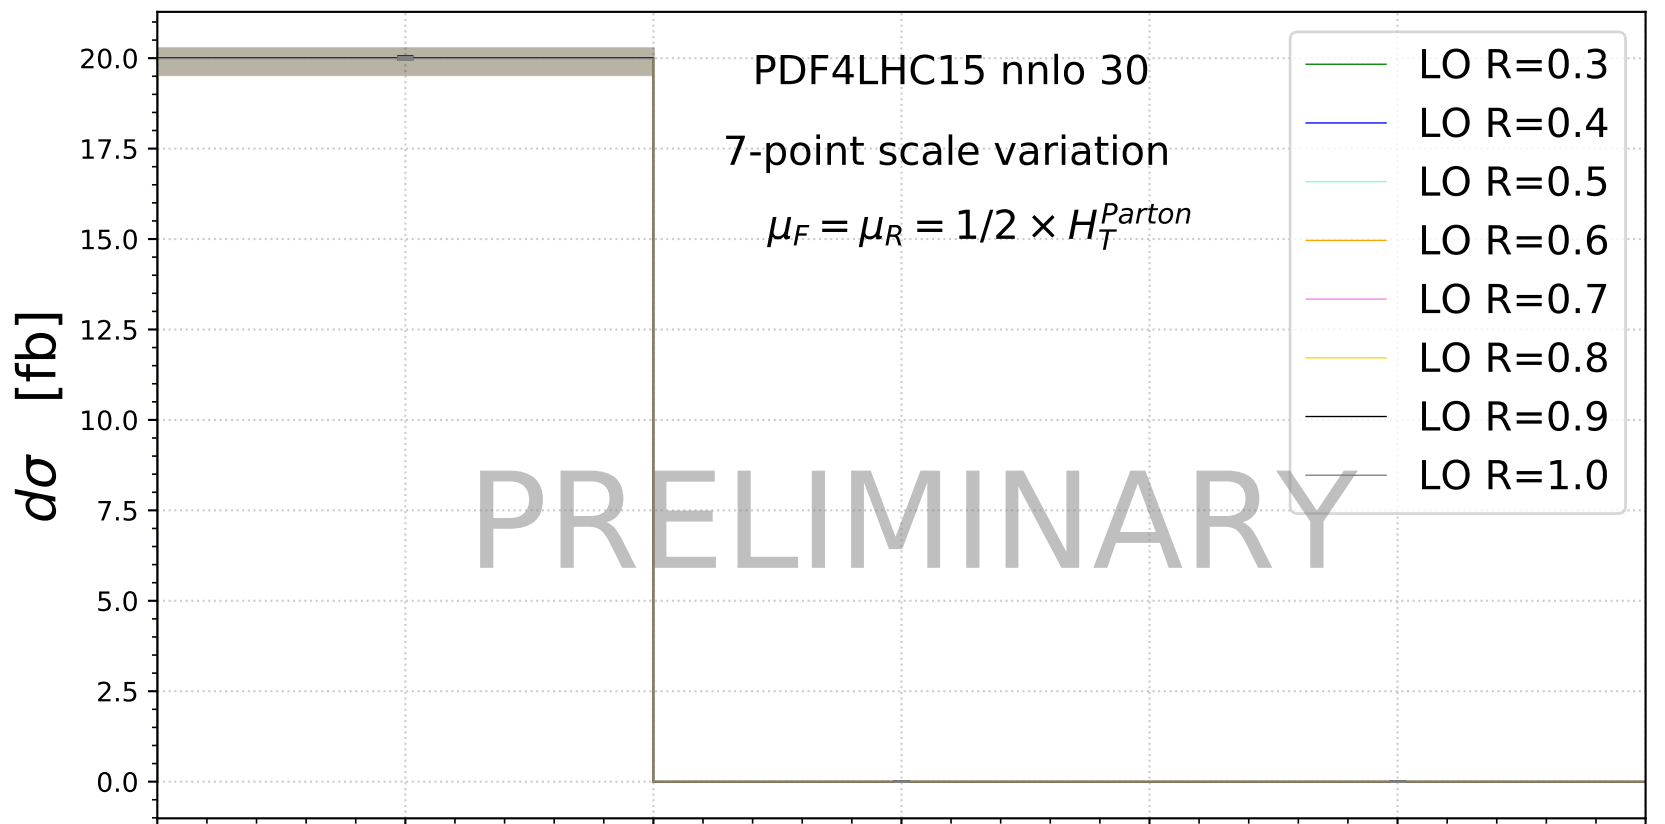 20.0
17.5
15.0
12.5
10.0
7.5
5.0
2.5
0.0
dσ [fb]
PDF4LHC15 nnlo 30
7-point scale variation
μ_F = μ_R = 1/2 × H_T^Parton
LO R=0.3
LO R=0.4
LO R=0.5
LO R=0.6
LO R=0.7
LO R=0.8
LO R=0.9
LO R=1.0
PRELIMINARY